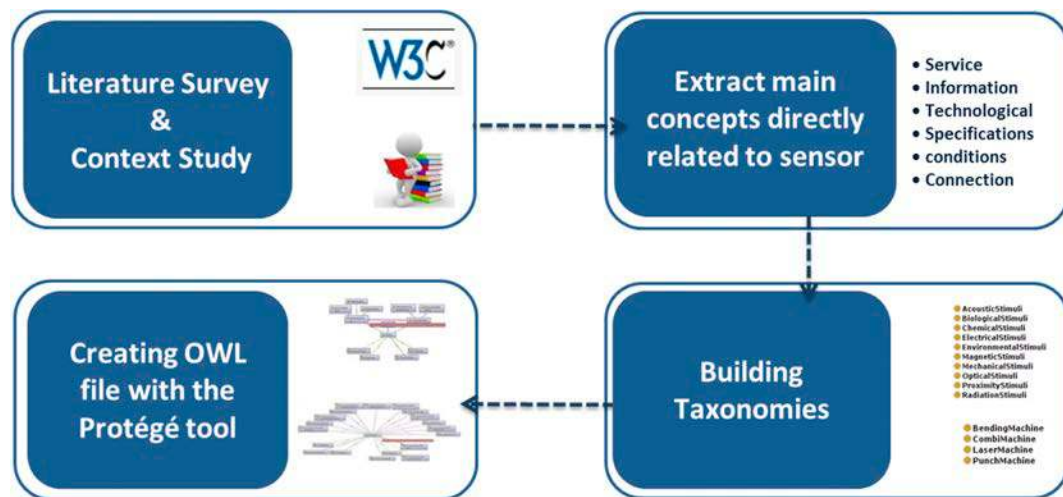 Literature Survey
&
Context Study
W3C®
Extract main
concepts directly
related to sensor
• Service
• Information
• Technological
• Specifications
• conditions
• Connection
Creating OWL
file with the
Protégé tool
Building
Taxonomies
AcousticStimuli
BiologicalStimuli
ChemicalStimuli
ElectricalStimuli
EnvironmentalStimuli
MagneticStimuli
MechanicalStimuli
OpticalStimuli
ProximityStimuli
RadiationStimuli
BendingMachine
CombiMachine
LaserMachine
PunchMachine